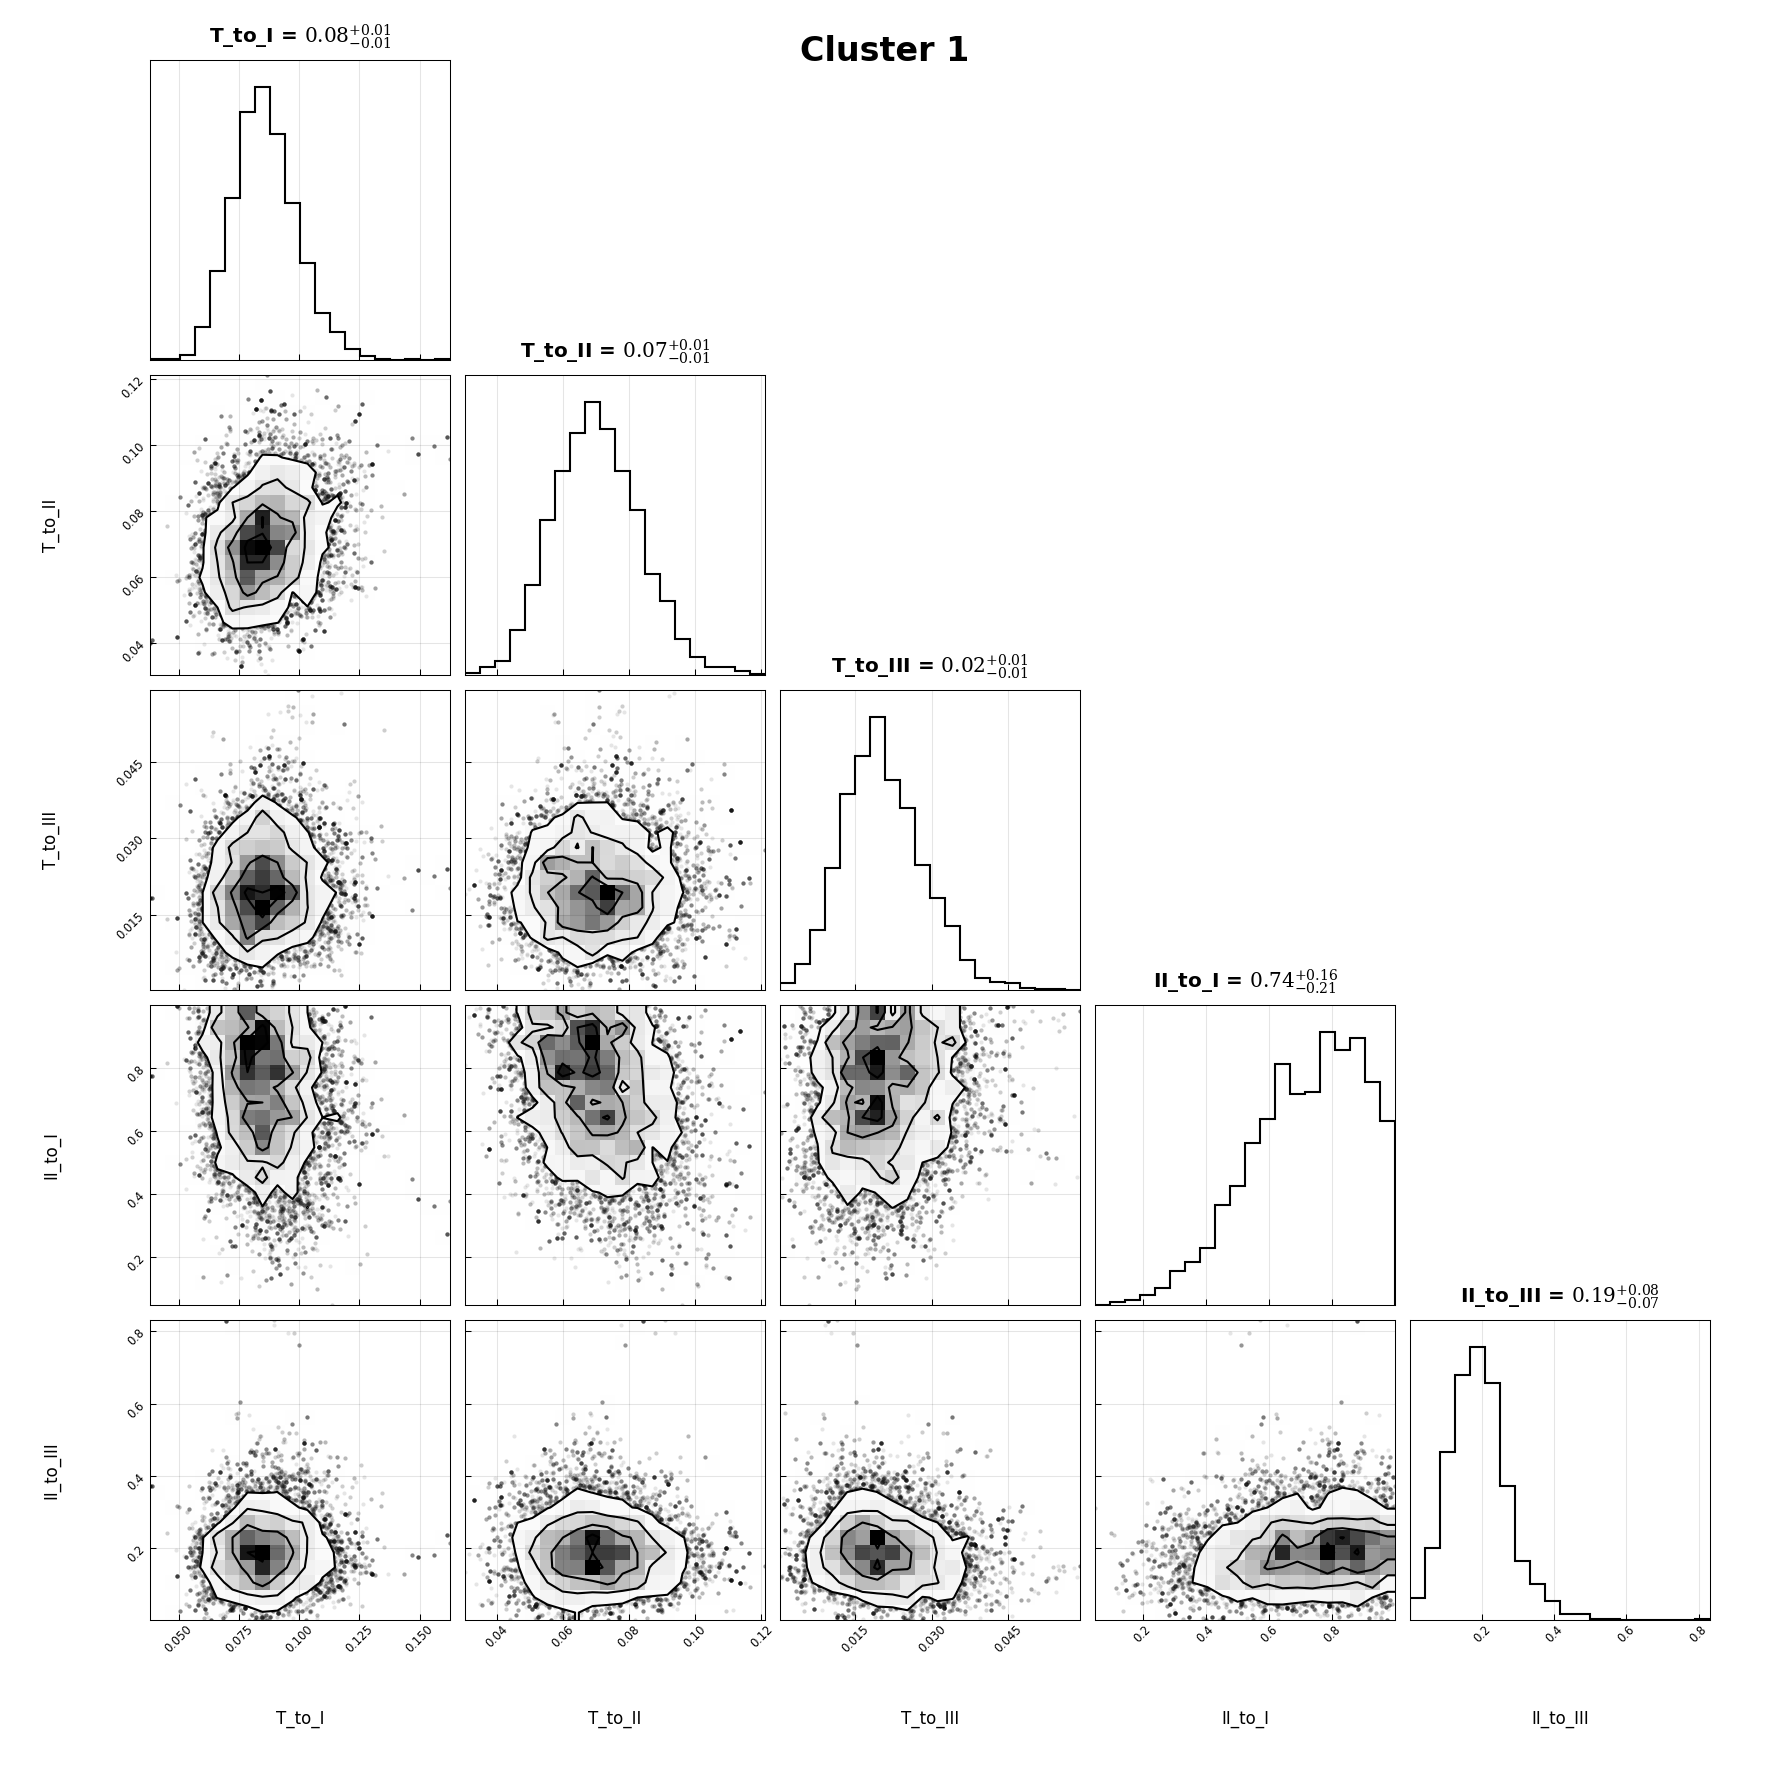 Cluster 1
T_to_I = 0.08+0.01−0.01
T_to_II = 0.07+0.01−0.01
0.12
0.10
0.08
0.06
0.04
T_to_II
T_to_III = 0.02+0.01−0.01
0.045
0.030
0.015
T_to_III
II_to_I = 0.74+0.16−0.21
0.8
0.6
0.4
0.2
II_to_I
II_to_III = 0.19+0.08−0.07
0.8
0.6
0.4
0.2
II_to_III
0.050 0.075 0.100 0.125 0.150 0.04 0.06 0.08 0.10 0.12 0.015 0.030 0.045 0.2 0.4 0.6 0.8 0.2 0.4 0.6 0.8
T_to_I T_to_II T_to_III II_to_I II_to_III